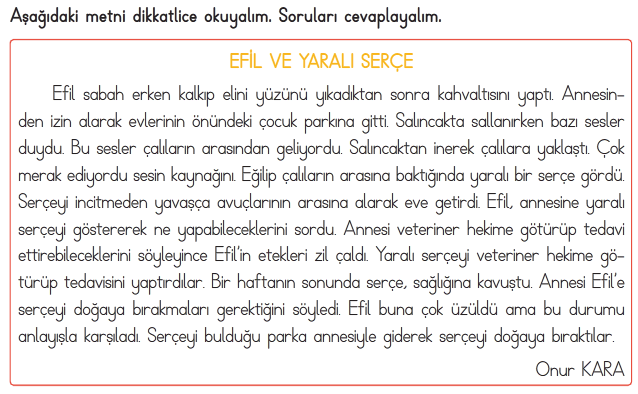 Aşağıdaki metni dikkatlice okuyalım. Soruları cevaplayalım.
EFİL VE YARALI SERÇE
Efil sabah erken kalkıp elini yüzünü yıkadıktan sonra kahvaltısını yaptı. Annesin-
den izin alarak evlerinin önündeki çocuk parkına gitti. Salıncakta sallanırken bazı sesler
duydu. Bu sesler çalıların arasından geliyordu. Salıncaktan inerek çalılara yaklaştı. Çok
merak ediyordu sesin kaynağını. Eğilip çalıların arasına baktığında yaralı bir serçe gördü.
Serçeyi incitmeden yavaşça avuçlarının arasına alarak eve getirdi. Efil, annesine yaralı
serçeyi göstererek ne yapabileceklerini sordu. Annesi veteriner hekime götürüp tedavi
ettirebileceklerini söyleyince Efil'in etekleri zil çaldı. Yaralı serçeyi veteriner hekime gö-
türüp tedavisini yaptırdılar. Bir haftanın sonunda serçe, sağlığına kavuştu. Annesi Efil'e
serçeyi doğaya bırakmaları gerektiğini söyledi. Efil buna çok üzüldü ama bu durumu
anlayışla karşıladı. Serçeyi bulduğu parka annesiyle giderek serçeyi doğaya bıraktılar.
Onur KARA